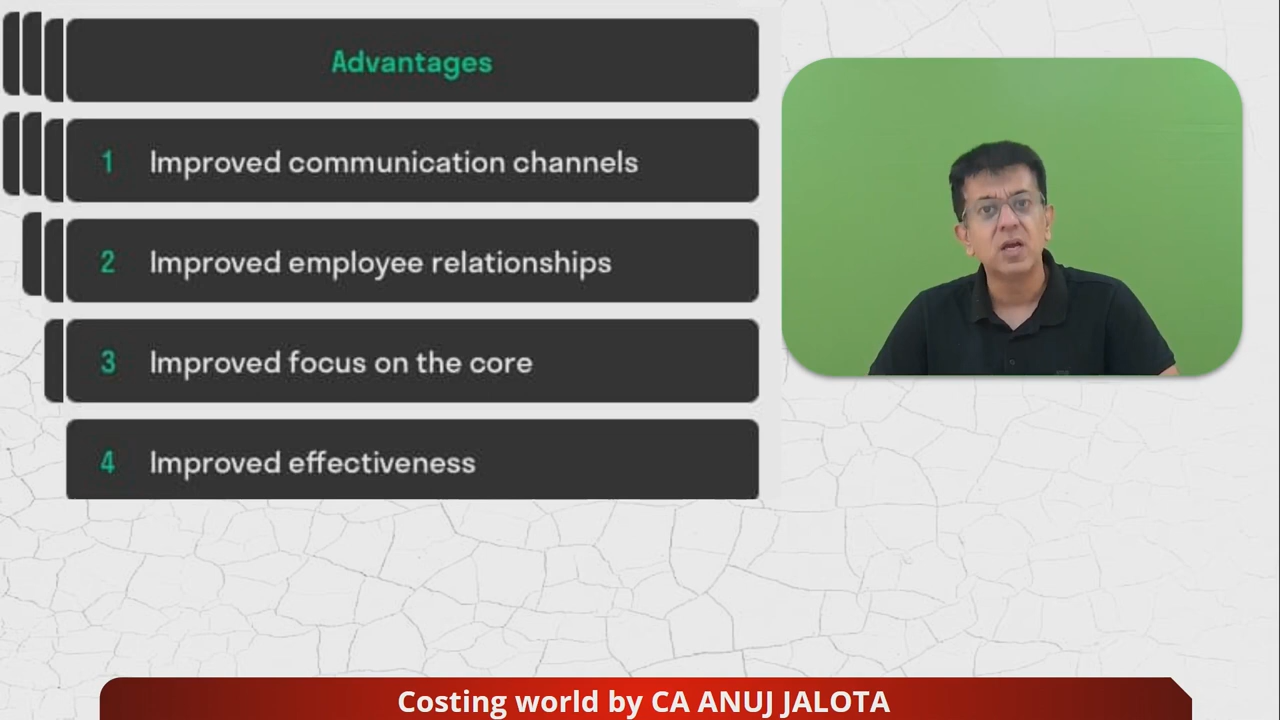 Advantages
1 Improved communication channels
2 Improved employee relationships
3 Improved focus on the core
4 Improved effectiveness
Costing world by CA ANUJ JALOTA